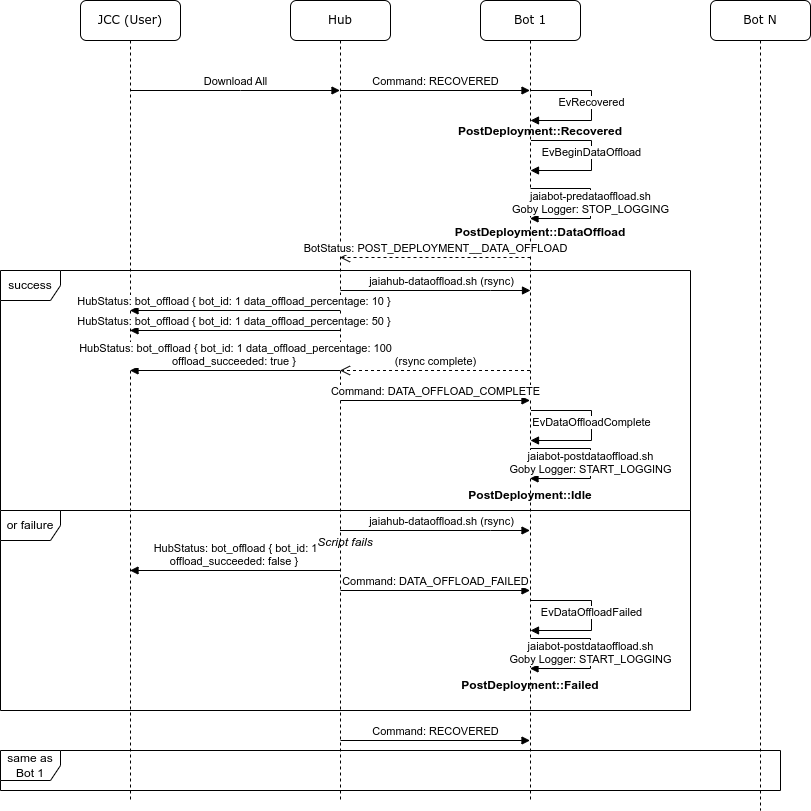 JCC (User)
Hub
Bot 1
Bot N
Download All
Command: RECOVERED
EvRecovered
PostDeployment::Recovered
EvBeginDataOffload
jaiabot-predataoffload.sh
Goby Logger: STOP_LOGGING
PostDeployment::DataOffload
BotStatus: POST_DEPLOYMENT__DATA_OFFLOAD
success
jaiahub-dataoffload.sh (rsync)
HubStatus: bot_offload { bot_id: 1 data_offload_percentage: 10 }
HubStatus: bot_offload { bot_id: 1 data_offload_percentage: 50 }
HubStatus: bot_offload { bot_id: 1 data_offload_percentage: 100
offload_succeeded: true }
(rsync complete)
Command: DATA_OFFLOAD_COMPLETE
EvDataOffloadComplete
jaiabot-postdataoffload.sh
Goby Logger: START_LOGGING
PostDeployment::Idle
or failure
jaiahub-dataoffload.sh (rsync)
Script fails
HubStatus: bot_offload { bot_id: 1
offload_succeeded: false }
Command: DATA_OFFLOAD_FAILED
EvDataOffloadFailed
jaiabot-postdataoffload.sh
Goby Logger: START_LOGGING
PostDeployment::Failed
Command: RECOVERED
same as
Bot 1